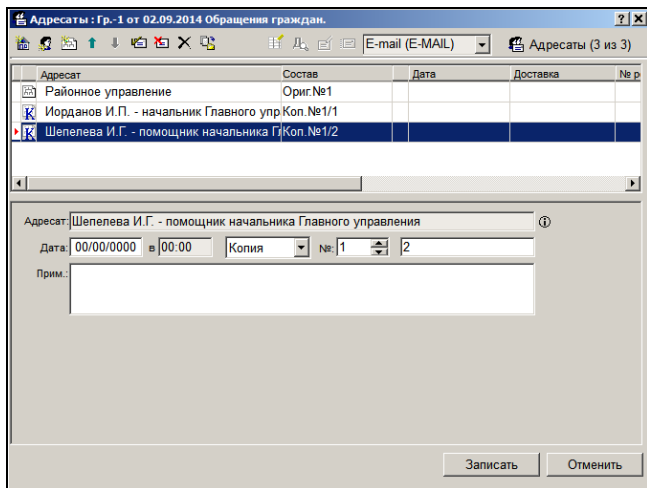 Адресаты : Гр.-1 от 02.09.2014 Обращения граждан.
E-mail (E-MAIL) Адресаты (3 из 3)
Адресат Состав Дата Доставка № р
Районное управление Ориг.№1
К Иорданов И.П. - начальник Главного упр Коп.№1/1
К Шепелева И.Г. - помощник начальника Гл Коп.№1/2
Адресат: Шепелева И.Г. - помощник начальника Главного управления
Дата: 00/00/0000 в 00:00 Копия №: 1 2
Прим.:
Записать Отменить